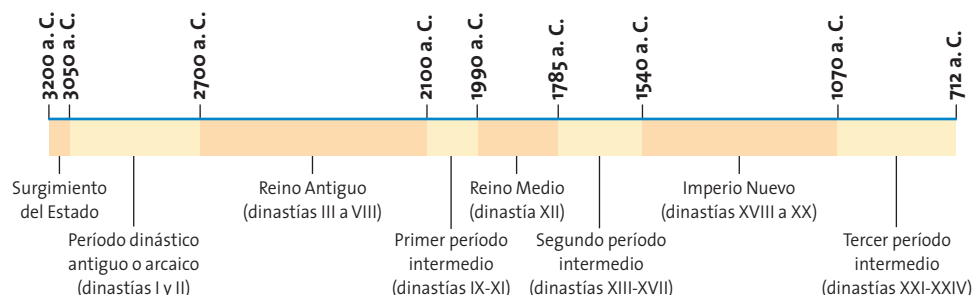 3200 a. C.
3050 a. C.
2700 a. C.
2100 a. C.
1990 a. C.
1785 a. C.
1540 a. C.
1070 a. C.
712 a. C.
Surgimiento
del Estado
Período dinástico
antiguo o arcaico
(dinastías I y II)
Reino Antiguo
(dinastías III a VIII)
Primer período
intermedio
(dinastías IX-XI)
Reino Medio
(dinastía XII)
Segundo período
intermedio
(dinastías XIII-XVII)
Imperio Nuevo
(dinastías XVIII a XX)
Tercer período
intermedio
(dinastías XXI-XXIV)